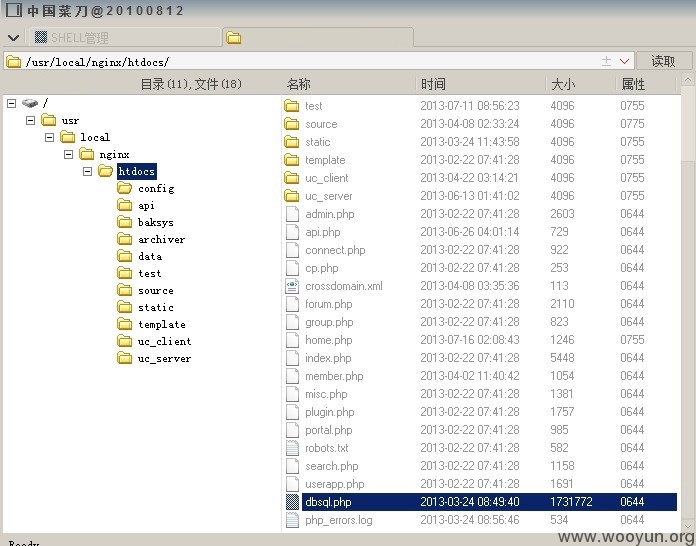 中国菜刀@20100812
SHELL管理
/usr/local/nginx/htdocs/ 读取
目录(11),文件(18) 名称 时间 大小 属性
/
usr
local
nginx
htdocs
config
api
baksys
archiver
data
test
source
static
template
uc_client
uc_server
test 2013-07-11 08:56:23 4096 0755
source 2013-04-08 02:33:24 4096 0775
static 2013-03-24 11:43:58 4096 0775
template 2013-02-22 07:41:28 4096 0755
uc_client 2013-04-22 03:14:21 4096 0755
uc_server 2013-06-13 01:41:02 4096 0755
admin.php 2013-02-22 07:41:28 2603 0644
api.php 2013-06-26 04:01:14 729 0644
connect.php 2013-02-22 07:41:28 922 0644
cp.php 2013-02-22 07:41:28 253 0644
crossdomain.xml 2013-04-08 03:35:36 113 0644
forum.php 2013-02-22 07:41:28 2110 0644
group.php 2013-02-22 07:41:28 823 0644
home.php 2013-07-16 02:08:43 1246 0755
index.php 2013-02-22 07:41:28 5448 0644
member.php 2013-04-02 11:40:42 1054 0644
misc.php 2013-02-22 07:41:28 1381 0644
plugin.php 2013-02-22 07:41:28 1757 0644
portal.php 2013-02-22 07:41:28 985 0644
robots.txt 2013-02-22 07:41:28 582 0644
search.php 2013-02-22 07:41:28 1158 0644
userapp.php 2013-02-22 07:41:28 1691 0644
dbsql.php 2013-03-24 08:49:40 1731772 0644
php_errors.log 2013-03-24 08:56:46 534 0644
www.wooyun.org